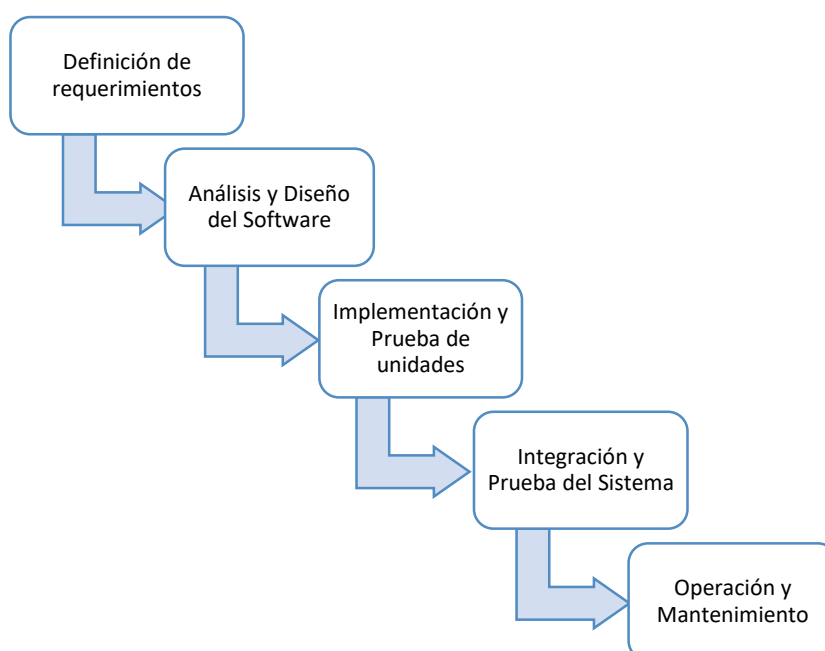 Definición de
requerimientos
Análisis y Diseño
del Software
Implementación y
Prueba de
unidades
Integración y
Prueba del Sistema
Operación y
Mantenimiento